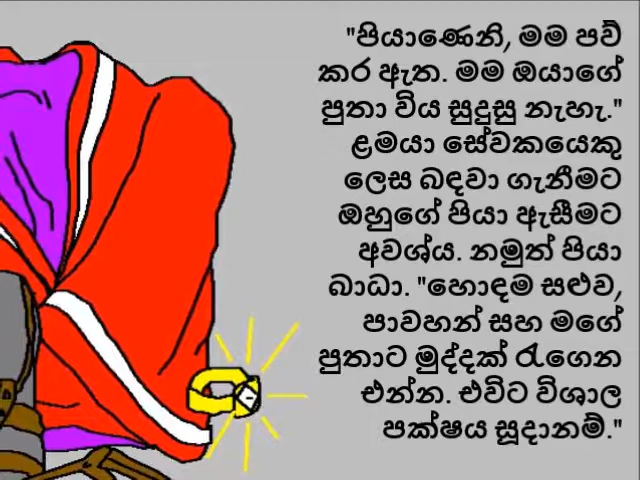 "පියාණෙනි, මම පව්
කර ඇත. මම ඔයාගේ
පුතා විය සුදුසු නැහැ."
ළමයා සේවකයෙකු
ලෙස බඳවා ගැනීමට
ඔහුගේ පියා ඇසීමට
අවශ්ය. නමුත් පියා
බාධා. "හොඳම සළුව,
පාවහන් සහ මගේ
පුතාට මුද්දක් රැගෙන
එන්න. එවිට විශාල
පක්ෂය සූදානම්."